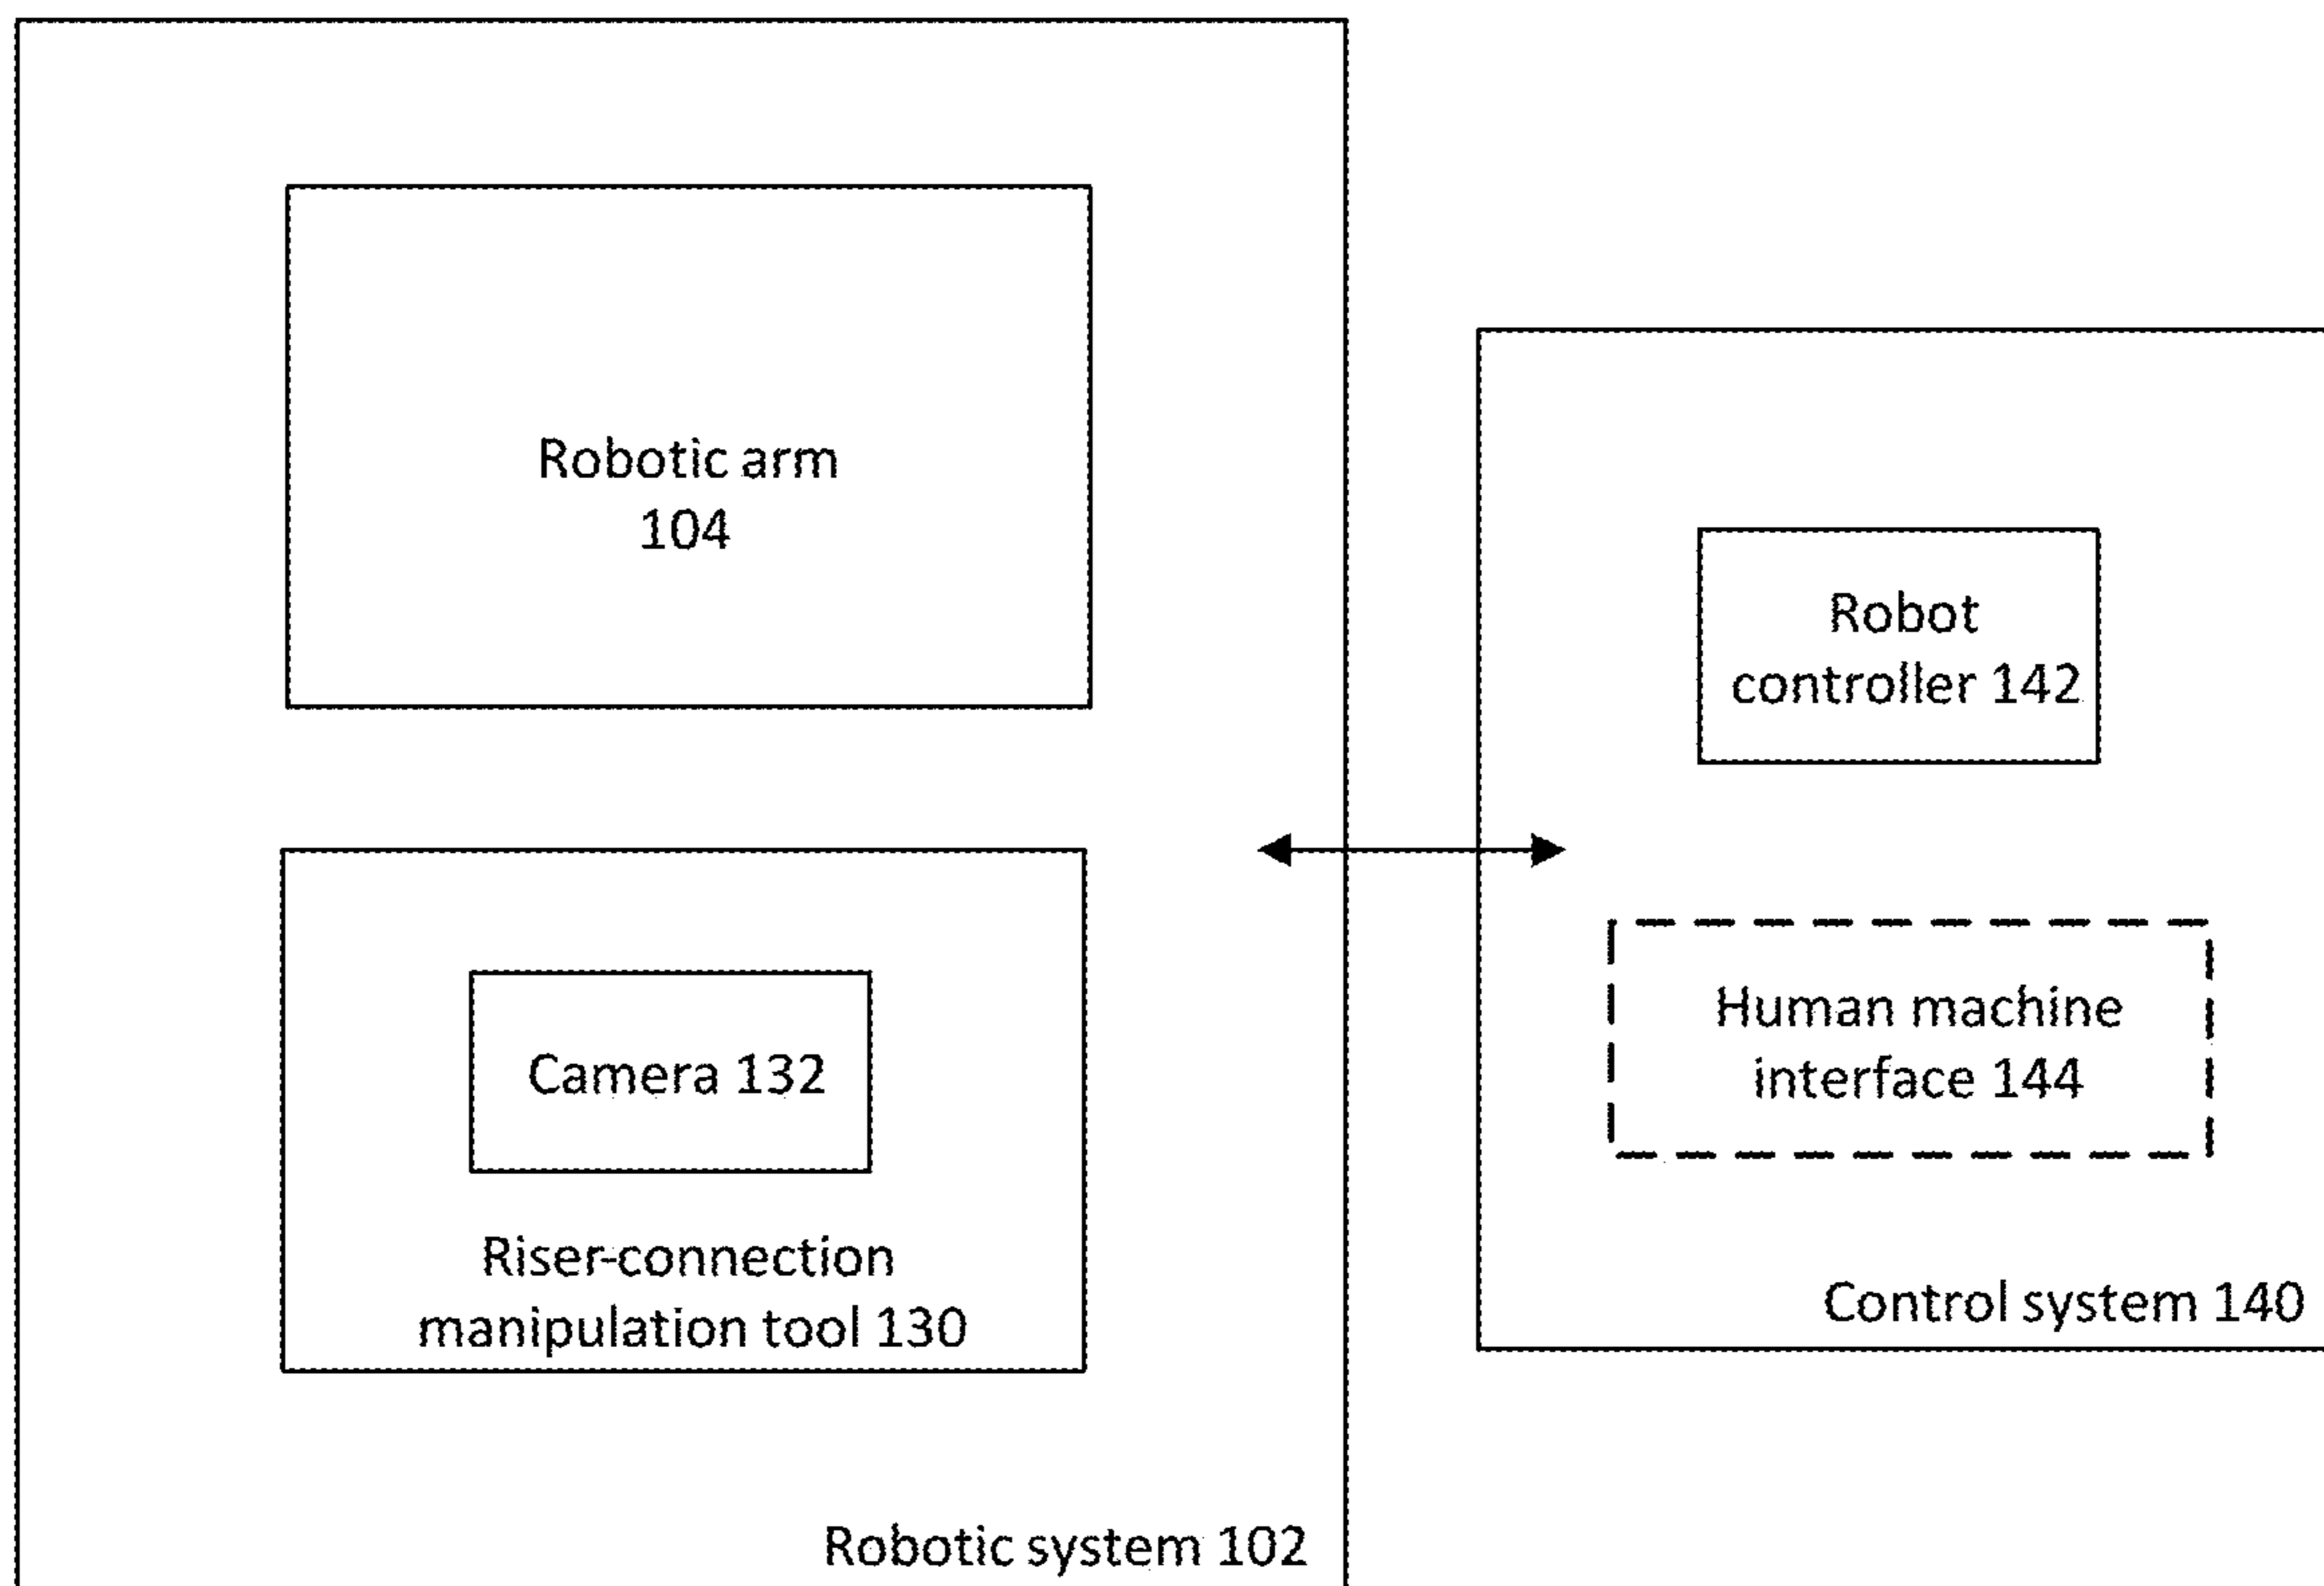 Robotic arm
104
Camera 132
Riser-connection
manipulation tool 130
Robotic system 102
Robot
controller 142
Human machine
interface 144
Control system 140